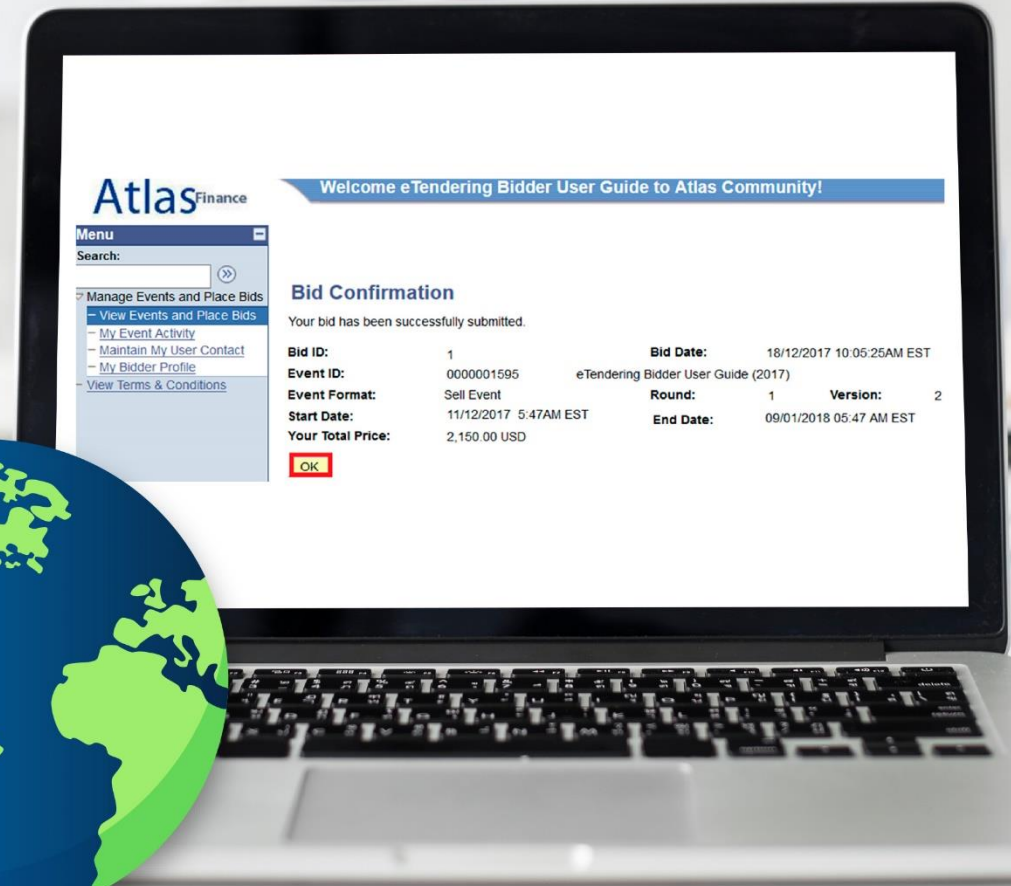 Atlas Finance
Welcome eTendering Bidder User Guide to Atlas Community!
Menu
Search:
Manage Events and Place Bids
View Events and Place Bids
My Event Activity
Maintain My User Contact
My Bidder Profile
View Terms & Conditions
Bid Confirmation
Your bid has been successfully submitted.
Bid ID: 1 Bid Date: 18/12/2017 10:05:25AM EST
Event ID: 0000001595 eTendering Bidder User Guide (2017)
Event Format: Sell Event Round: 1 Version: 2
Start Date: 11/12/2017 5:47AM EST End Date: 09/01/2018 05:47 AM EST
Your Total Price: 2,150.00 USD
OK
delete